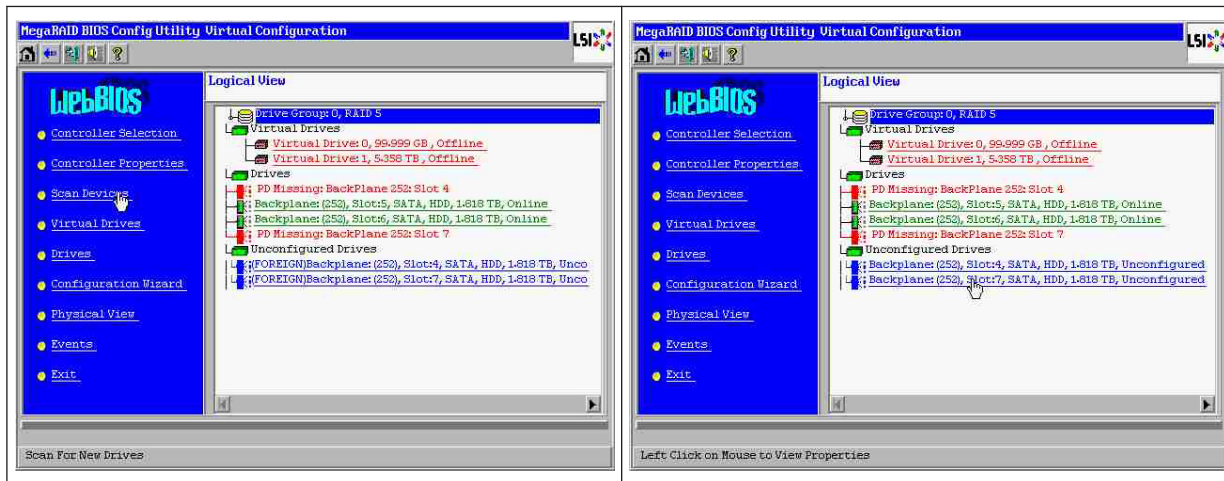 MegaRAID BIOS Config Utility Virtual Configuration
LSI
WebBIOS
Controller Selection
Controller Properties
Scan Devices
Virtual Drives
Drives
Configuration Wizard
Physical View
Events
Exit
Logical View
Drive Group: 0, RAID 5
Virtual Drives
Virtual Drive: 0, 99.999 GB , Offline
Virtual Drive: 1, 5.358 TB , Offline
Drives
PD Missing: BackPlane 252: Slot 4
Backplane: (252), Slot:5, SATA, HDD, 1.818 TB, Online
Backplane: (252), Slot:6, SATA, HDD, 1.818 TB, Online
PD Missing: BackPlane 252: Slot 7
Unconfigured Drives
(FOREIGN)Backplane: (252), Slot:4, SATA, HDD, 1.818 TB, Unco
(FOREIGN)Backplane: (252), Slot:7, SATA, HDD, 1.818 TB, Unco
Scan For New Drives
MegaRAID BIOS Config Utility Virtual Configuration
LSI
WebBIOS
Controller Selection
Controller Properties
Scan Devices
Virtual Drives
Drives
Configuration Wizard
Physical View
Events
Exit
Logical View
Drive Group: 0, RAID 5
Virtual Drives
Virtual Drive: 0, 99.999 GB , Offline
Virtual Drive: 1, 5.358 TB , Offline
Drives
PD Missing: BackPlane 252: Slot 4
Backplane: (252), Slot:5, SATA, HDD, 1.818 TB, Online
Backplane: (252), Slot:6, SATA, HDD, 1.818 TB, Online
PD Missing: BackPlane 252: Slot 7
Unconfigured Drives
Backplane: (252), Slot:4, SATA, HDD, 1.818 TB, Unconfigured
Backplane: (252), Slot:7, SATA, HDD, 1.818 TB, Unconfigured
Left Click on Mouse to View Properties